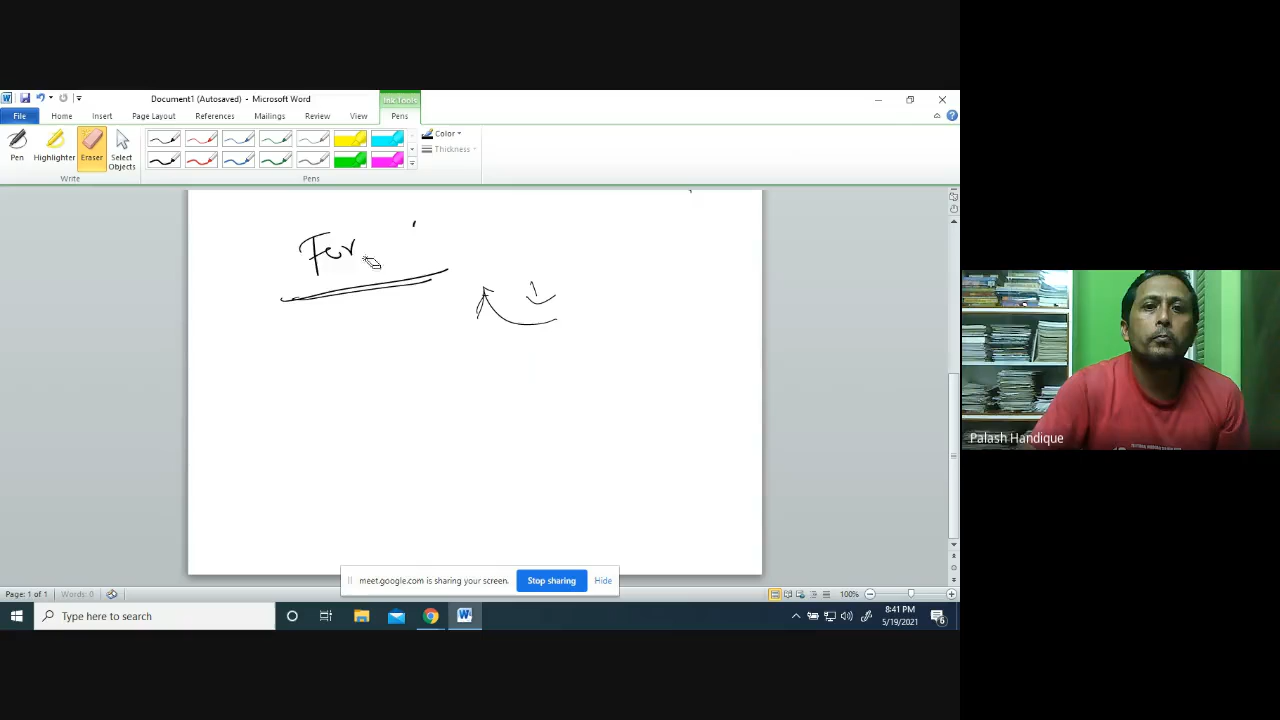 Document1 (Autosaved) - Microsoft Word
Ink Tools
File Home Insert Page Layout References Mailings Review View Pens
Pen Highlighter Eraser Select Objects
Color
Thickness
Write Pens
For
Palash Handique
meet.google.com is sharing your screen. Stop sharing Hide
Page: 1 of 1 Words: 0 100%
Type here to search
8:41 PM
5/19/2021
6